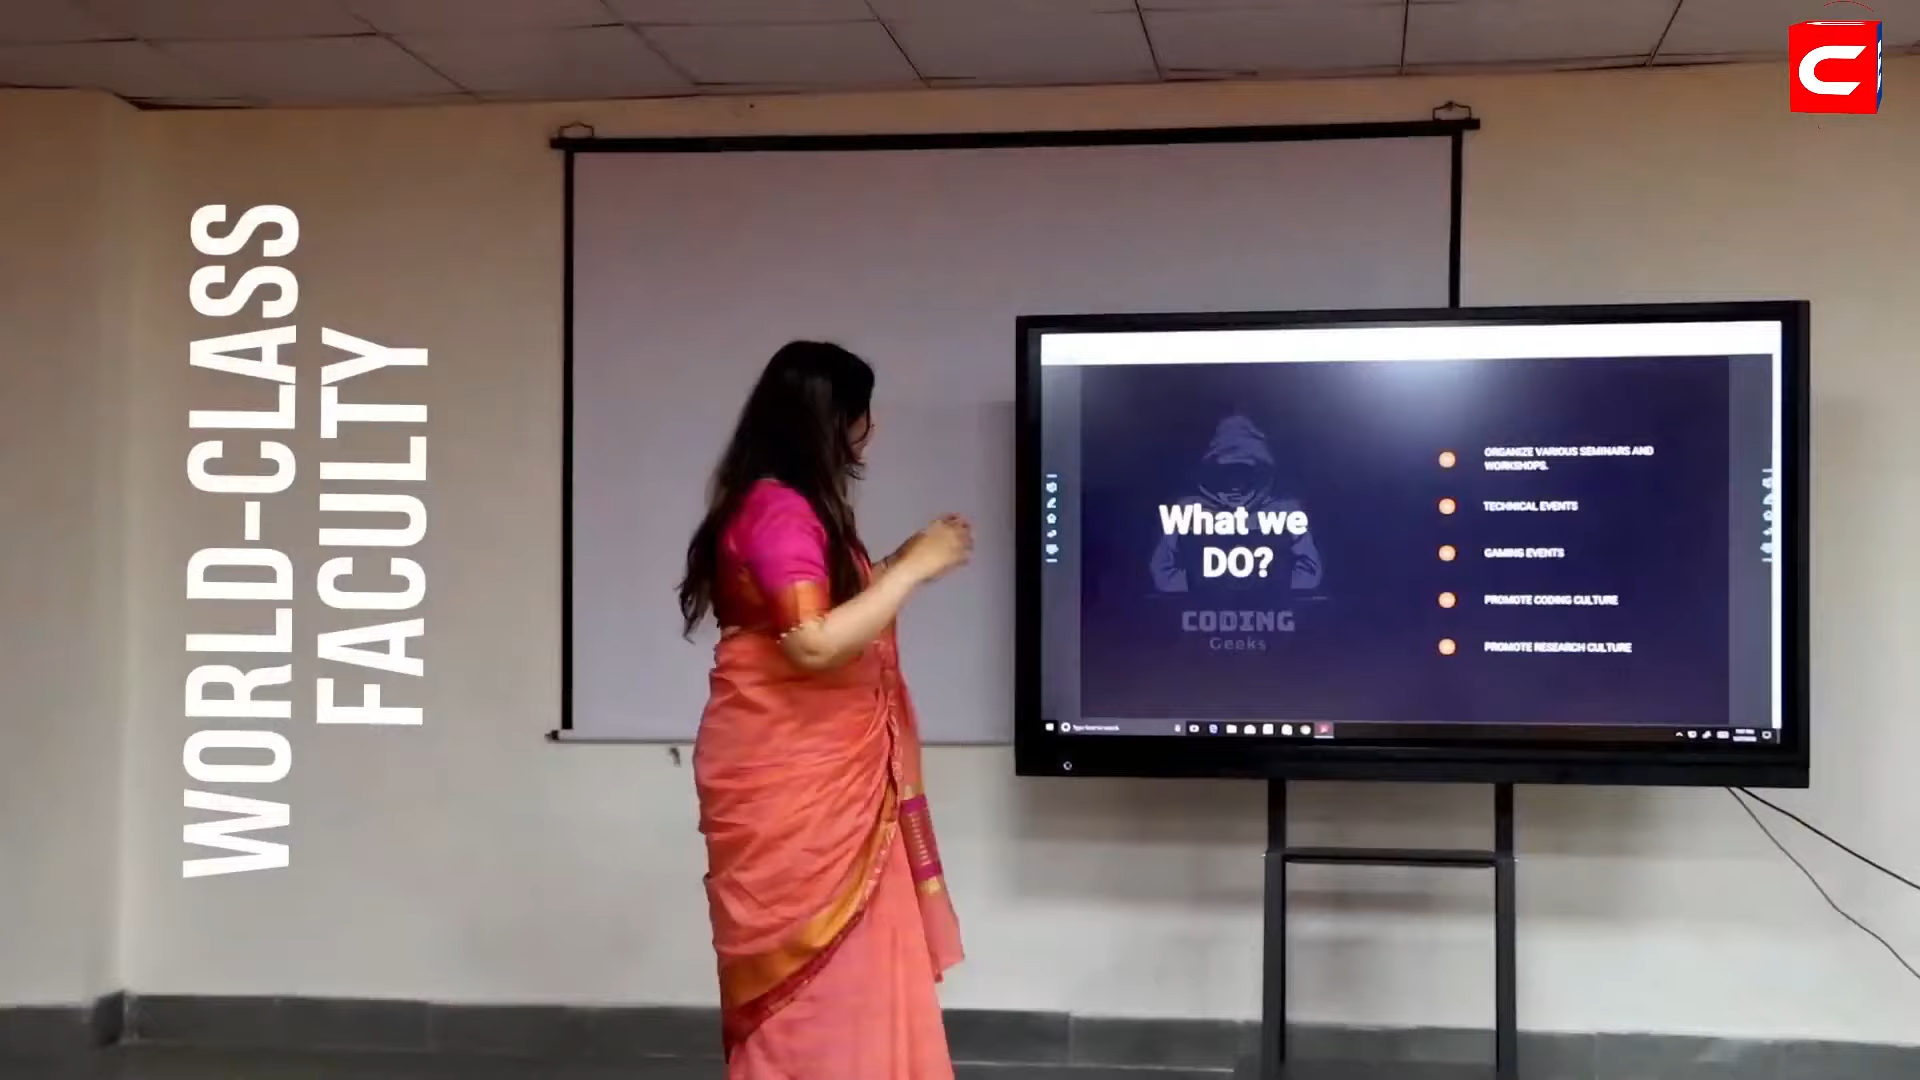 WORLD-CLASS
FACULTY
What we
DO?
CODING
Geeks
ORGANIZE VARIOUS SEMINARS AND
WORKSHOPS.
TECHNICAL EVENTS
GAMING EVENTS
PROMOTE CODING CULTURE
PROMOTE RESEARCH CULTURE
C